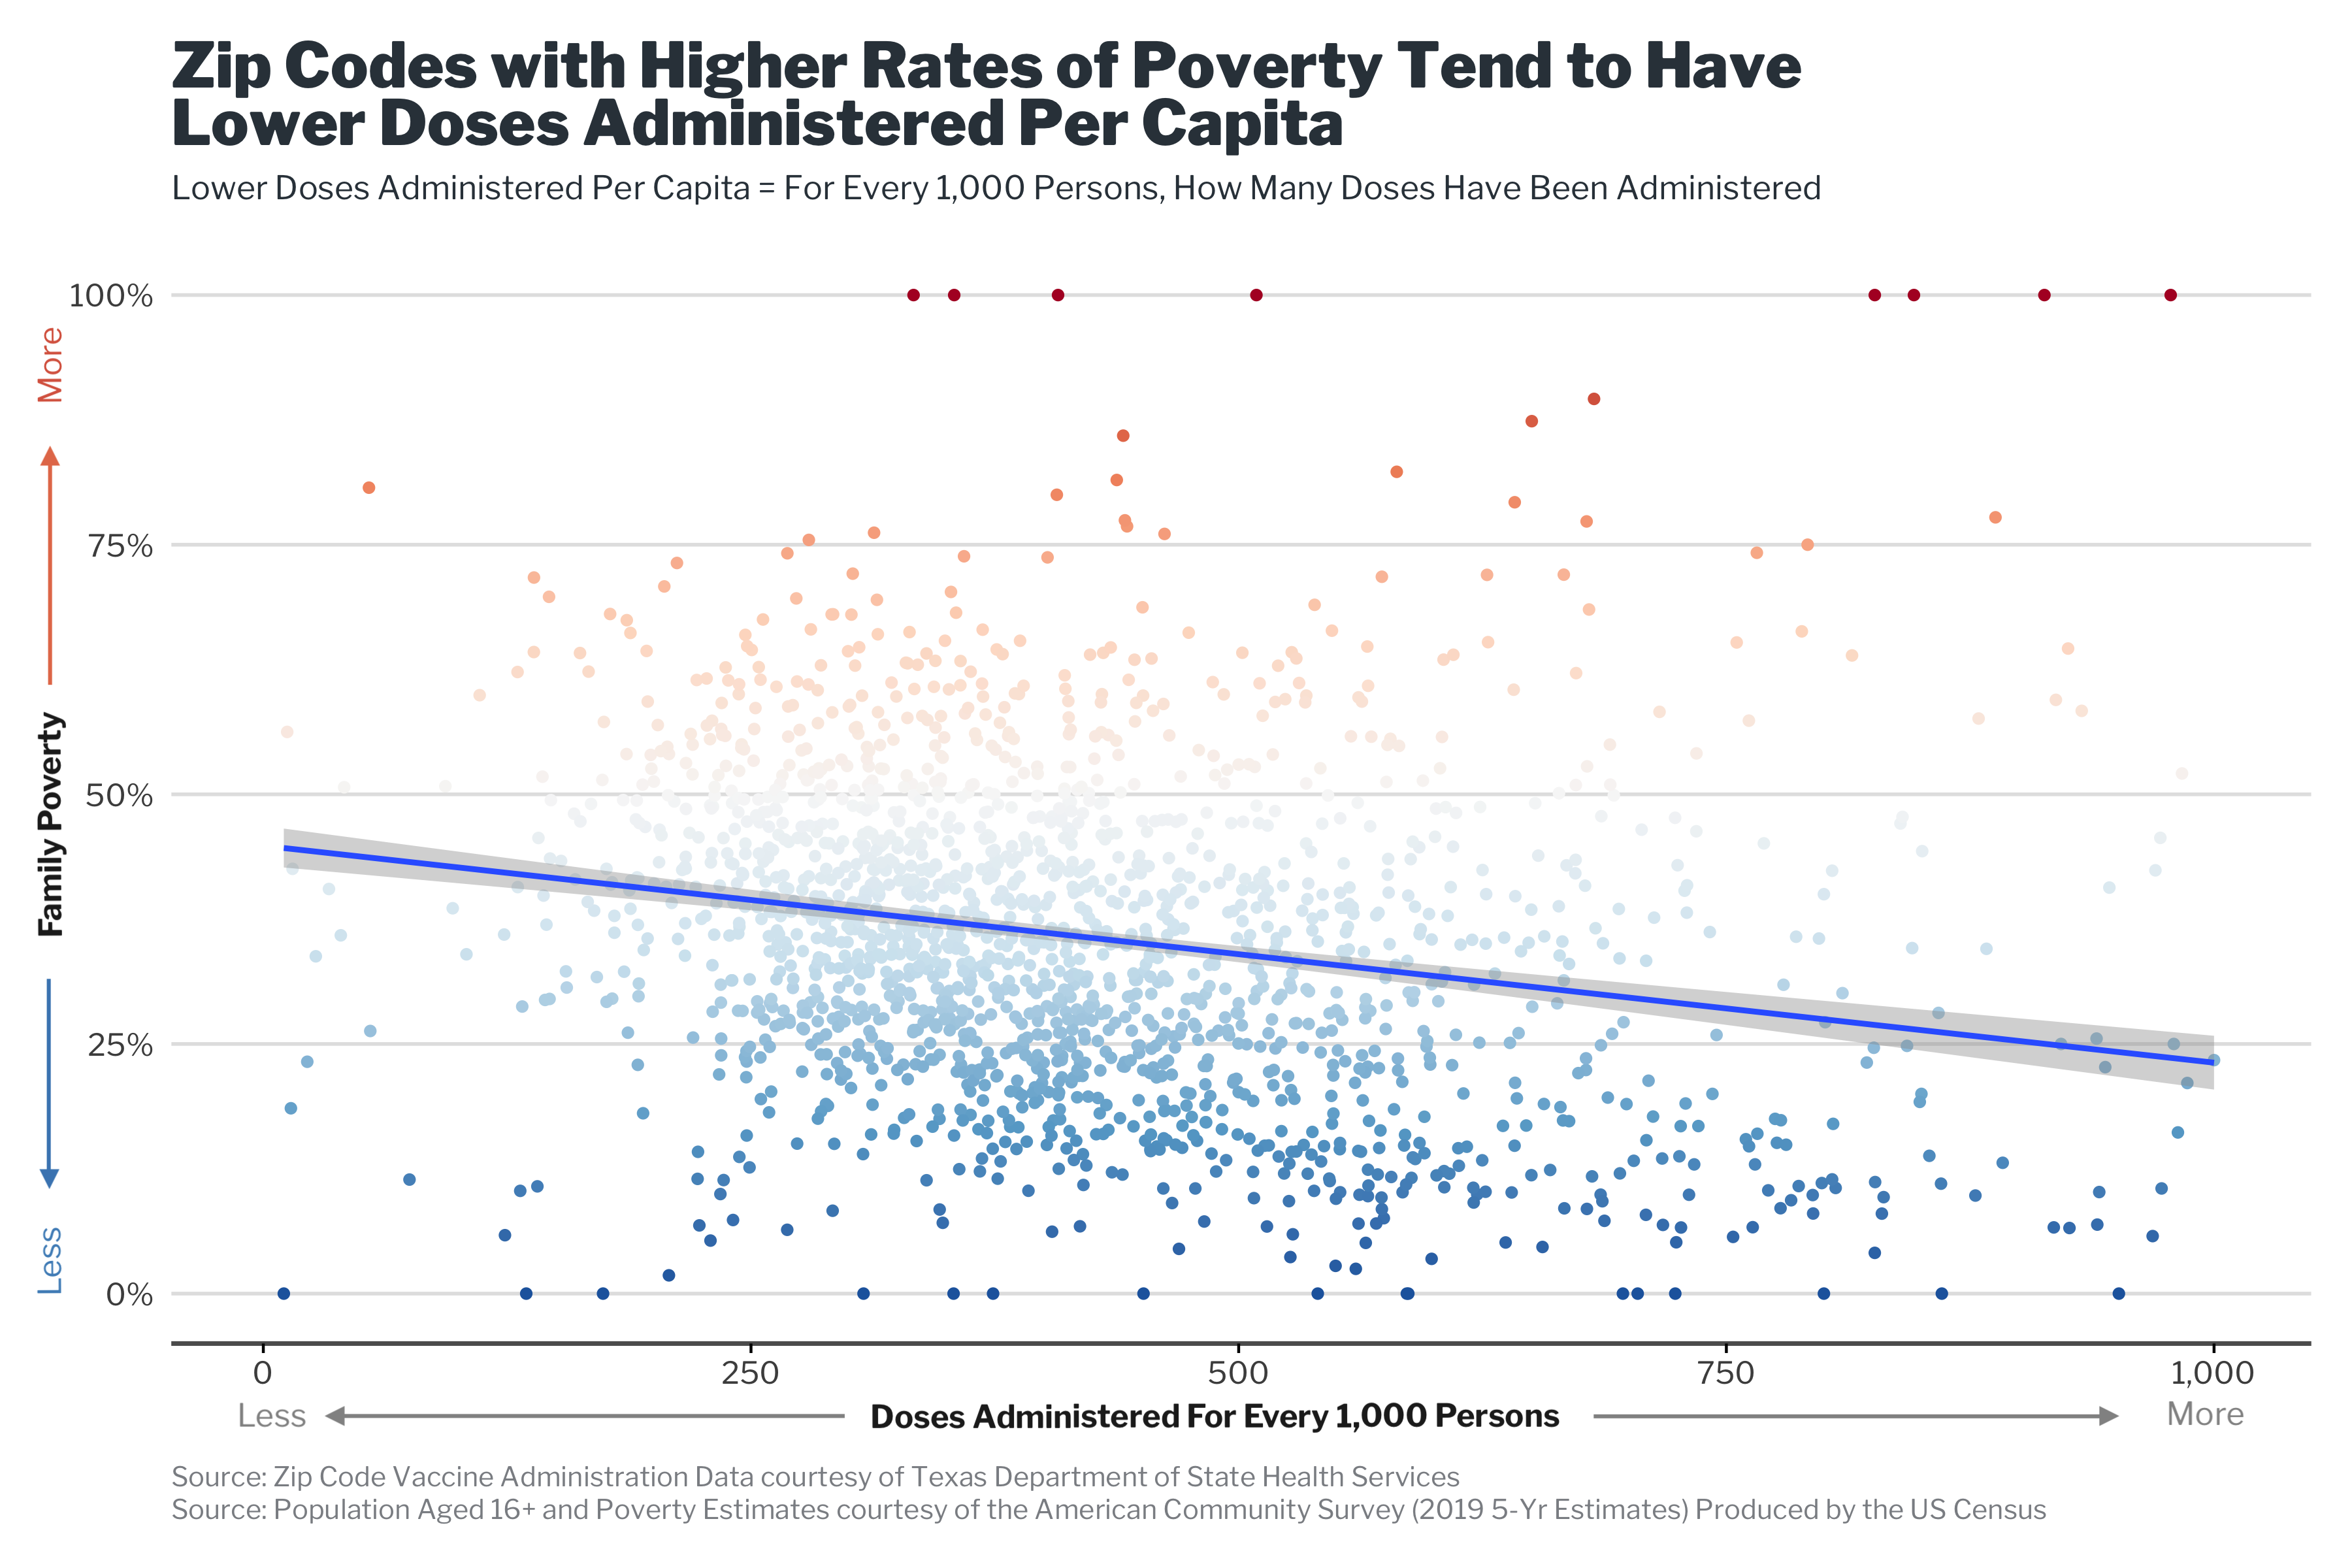 Zip Codes with Higher Rates of Poverty Tend to Have
Lower Doses Administered Per Capita
Lower Doses Administered Per Capita = For Every 1,000 Persons, How Many Doses Have Been Administered
100%
More
75%
50%
Family Poverty
25%
Less
0%
0 250 500 750 1,000
Less Doses Administered For Every 1,000 Persons More
Source: Zip Code Vaccine Administration Data courtesy of Texas Department of State Health Services
Source: Population Aged 16+ and Poverty Estimates courtesy of the American Community Survey (2019 5-Yr Estimates) Produced by the US Census